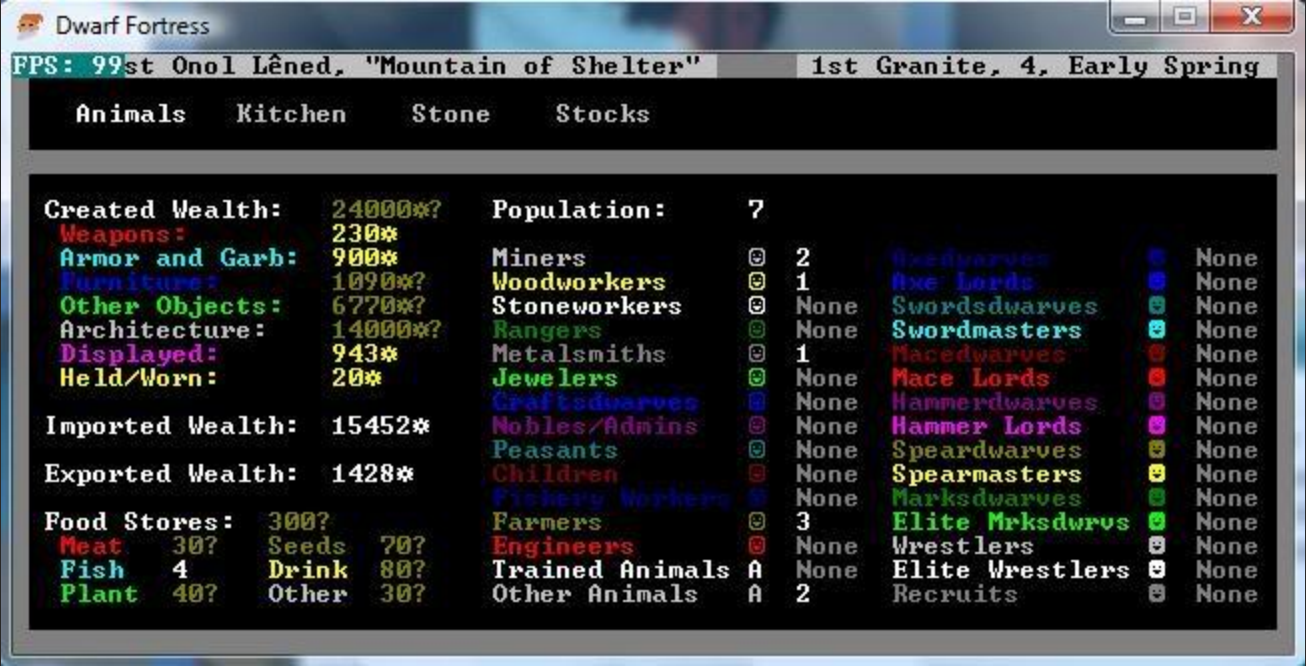 Dwarf Fortress
FPS: 99st Onol Lêned, "Mountain of Shelter" 1st Granite, 4, Early Spring
Animals Kitchen Stone Stocks
Created Wealth: 24000☼? Population: 7
Weapons: 230☼
Armor and Garb: 900☼ Miners ☺ 2 Axedwarves ☻ None
Furniture: 1090☼? Woodworkers ☺ 1 Axe Lords ☻ None
Other Objects: 6770☼? Stoneworkers ☺ None Swordsdwarves ☻ None
Architecture: 14000☼? Rangers ☺ None Swordmasters ☻ None
Displayed: 943☼ Metalsmiths ☺ 1 Macedwarves ☻ None
Held/Worn: 20☼ Jewelers ☺ None Mace Lords ☻ None
Craftsdwarves ☺ None Hammerdwarves ☻ None
Imported Wealth: 15452☼ Nobles/Admins ☺ None Hammer Lords ☻ None
Peasants ☺ None Speardwarves ☻ None
Exported Wealth: 1428☼ Children ☺ None Spearmasters ☻ None
Fishery Workers ☺ None Marksdwarves ☻ None
Food Stores: 300? Farmers ☺ 3 Elite Mrksdwrvs ☻ None
Meat 30? Seeds 70? Engineers ☺ None Wrestlers ☻ None
Fish 4 Drink 80? Trained Animals A None Elite Wrestlers ☻ None
Plant 40? Other 30? Other Animals A 2 Recruits ☻ None